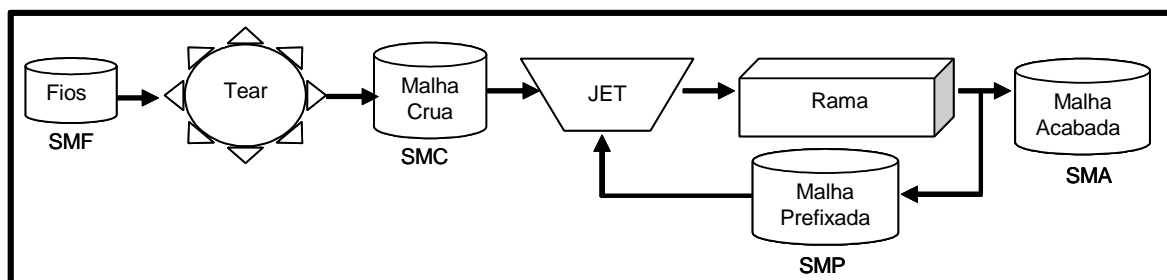 Fios
SMF
Tear
Malha
Crua
SMC
JET
Rama
Malha
Acabada
SMA
Malha
Prefixada
SMP